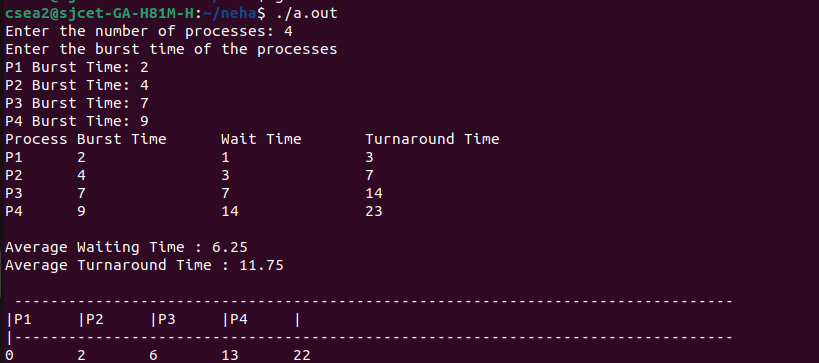 csea2@sjcet-GA-H81M-H:~/neha$ ./a.out
Enter the number of processes: 4
Enter the burst time of the processes
P1 Burst Time: 2
P2 Burst Time: 4
P3 Burst Time: 7
P4 Burst Time: 9
Process Burst Time      Wait Time       Turnaround Time
P1      2               1               3
P2      4               3               7
P3      7               7               14
P4      9               14              23

Average Waiting Time : 6.25
Average Turnaround Time : 11.75

 --------------------------------------------------------------------------------
|P1     |P2     |P3     |P4     |
|--------------------------------------------------------------------------------
0       2       6       13      22